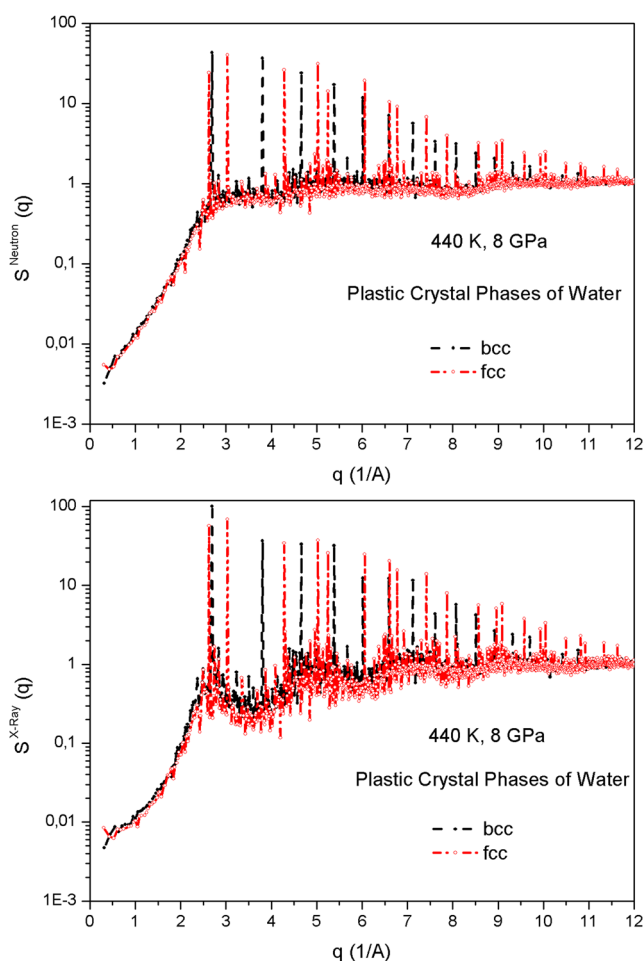 100
10
1
0,1
0,01
1E-3
S Neutron (q)
440 K, 8 GPa
Plastic Crystal Phases of Water
bcc
fcc
0 1 2 3 4 5 6 7 8 9 10 11 12
q (1/A)
100
10
1
0,1
0,01
1E-3
S X-Ray (q)
440 K, 8 GPa
Plastic Crystal Phases of Water
bcc
fcc
0 1 2 3 4 5 6 7 8 9 10 11 12
q (1/A)